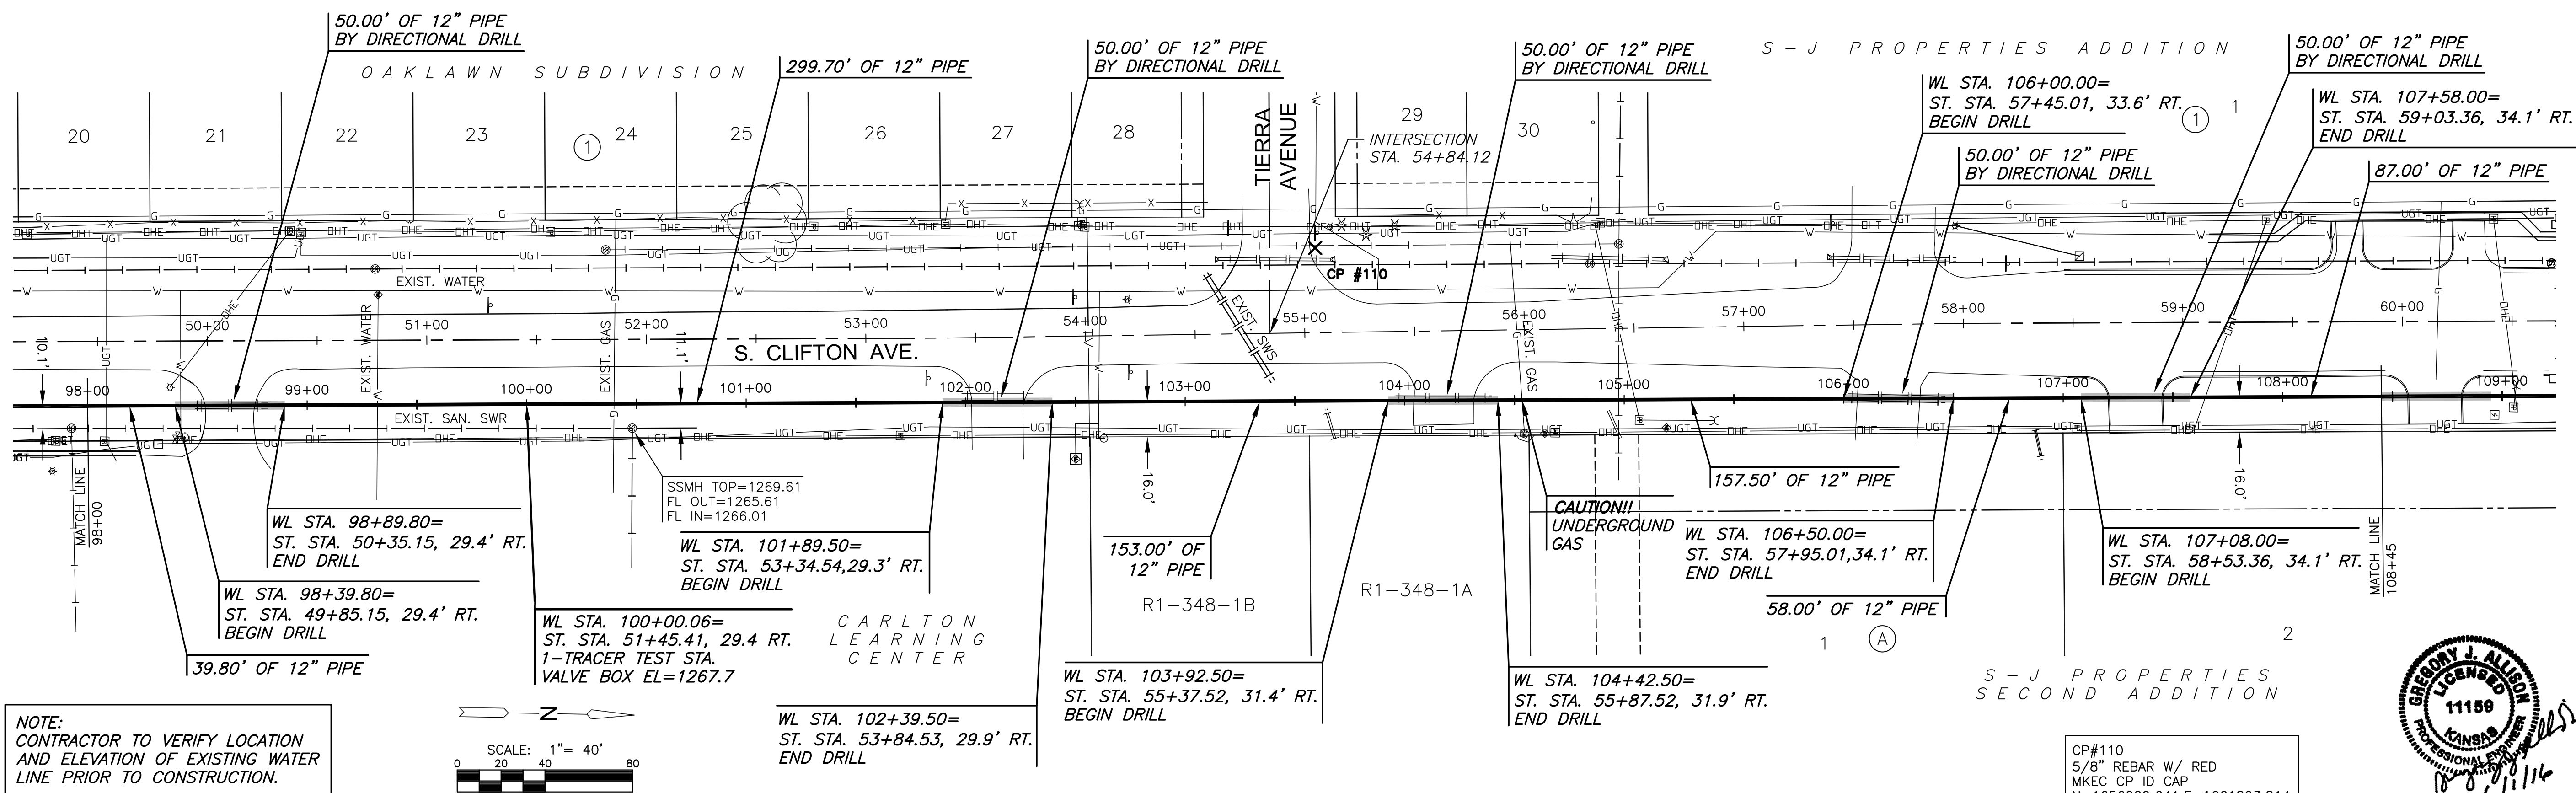 50.00' OF 12" PIPE
BY DIRECTIONAL DRILL
OAKLAWN SUBDIVISION
299.70' OF 12" PIPE
50.00' OF 12" PIPE
BY DIRECTIONAL DRILL
50.00' OF 12" PIPE
BY DIRECTIONAL DRILL
S-J PROPERTIES ADDITION
50.00' OF 12" PIPE
BY DIRECTIONAL DRILL
WL STA. 106+00.00=
ST. STA. 57+45.01, 33.6' RT.
BEGIN DRILL
1
1
WL STA. 107+58.00=
ST. STA. 59+03.36, 34.1' RT.
END DRILL
50.00' OF 12" PIPE
BY DIRECTIONAL DRILL
87.00' OF 12" PIPE
20
21
22
23
1
24
25
26
27
28
TIERRA
AVENUE
29
30
INTERSECTION
STA. 54+84.12
CP #110
EXIST. WATER
EXIST. WATER
EXIST. GAS
EXIST. SWS
EXIST. GAS
50+00
51+00
52+00
53+00
54+00
55+00
56+00
57+00
58+00
59+00
60+00
S. CLIFTON AVE.
10.1'
11.1'
98+00
99+00
100+00
101+00
102+00
103+00
104+00
105+00
106+00
107+00
108+00
109+00
EXIST. SAN. SWR
16.0'
16.0'
MATCH LINE
98+00
SSMH TOP=1269.61
FL OUT=1265.61
FL IN=1266.01
157.50' OF 12" PIPE
CAUTION!!
UNDERGROUND
GAS
WL STA. 98+89.80=
ST. STA. 50+35.15, 29.4' RT.
END DRILL
WL STA. 101+89.50=
ST. STA. 53+34.54,29.3' RT.
BEGIN DRILL
153.00' OF
12" PIPE
WL STA. 106+50.00=
ST. STA. 57+95.01,34.1' RT.
END DRILL
WL STA. 107+08.00=
ST. STA. 58+53.36, 34.1' RT.
BEGIN DRILL
MATCH LINE
108+45
WL STA. 98+39.80=
ST. STA. 49+85.15, 29.4' RT.
BEGIN DRILL
R1-348-1B
R1-348-1A
58.00' OF 12" PIPE
WL STA. 100+00.06=
ST. STA. 51+45.41, 29.4 RT.
1-TRACER TEST STA.
VALVE BOX EL=1267.7
CARLTON
LEARNING
CENTER
1
A
2
39.80' OF 12" PIPE
WL STA. 103+92.50=
ST. STA. 55+37.52, 31.4' RT.
BEGIN DRILL
WL STA. 104+42.50=
ST. STA. 55+87.52, 31.9' RT.
END DRILL
S-J PROPERTIES
SECOND ADDITION
WL STA. 102+39.50=
ST. STA. 53+84.53, 29.9' RT.
END DRILL
NOTE:
CONTRACTOR TO VERIFY LOCATION
AND ELEVATION OF EXISTING WATER
LINE PRIOR TO CONSTRUCTION.
N
SCALE: 1"= 40'
0 20 40 80
GREGORY J. ALLISON
LICENSED
11159
KANSAS
PROFESSIONAL ENGINEER
CP#110
5/8" REBAR W/ RED
MKEC CP ID CAP